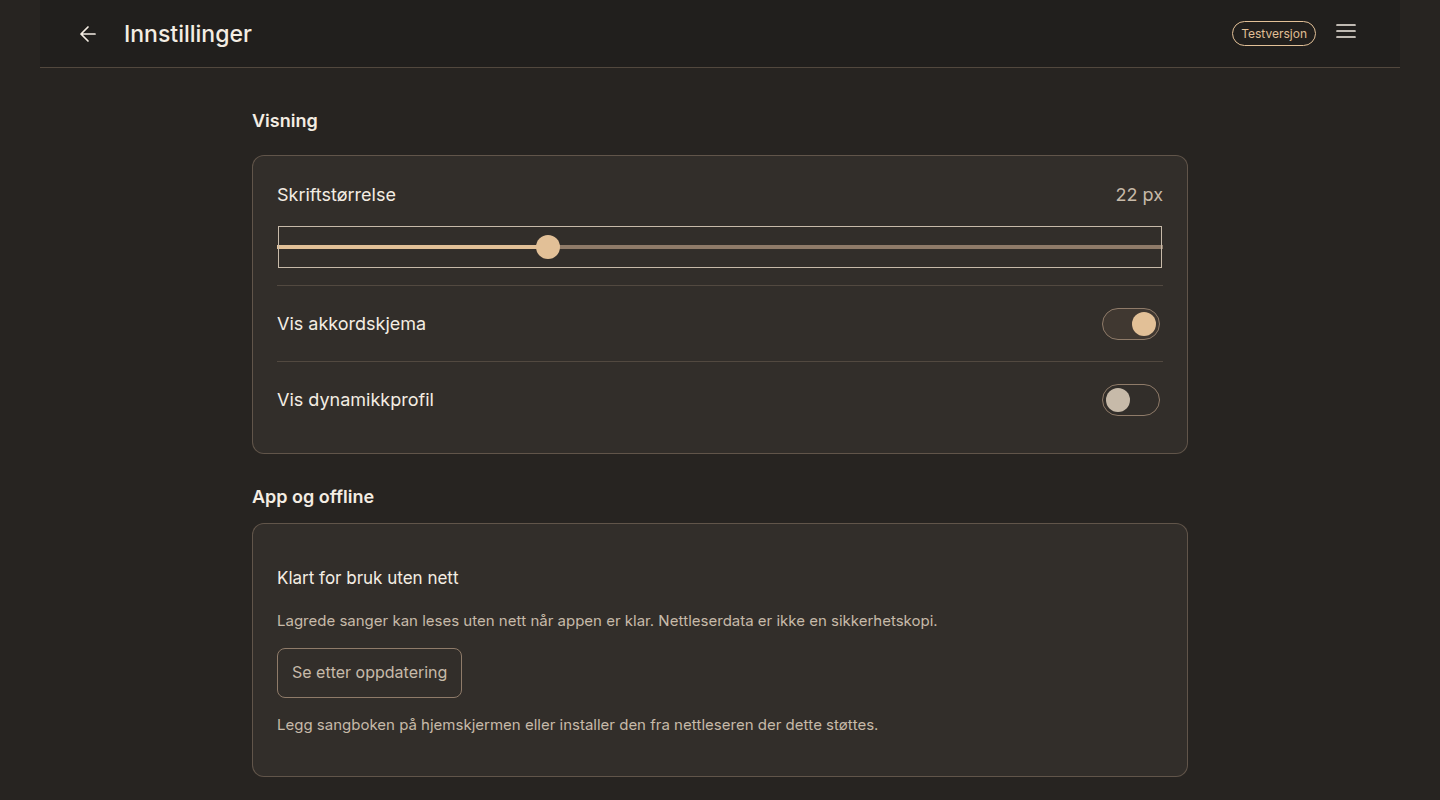 Innstillinger
Testversjon
Visning
Skriftstørrelse
22 px
Vis akkordskjema
Vis dynamikkprofil
App og offline
Klart for bruk uten nett
Lagrede sanger kan leses uten nett når appen er klar. Nettleserdata er ikke en sikkerhetskopi.
Se etter oppdatering
Legg sangboken på hjemskjermen eller installer den fra nettleseren der dette støttes.